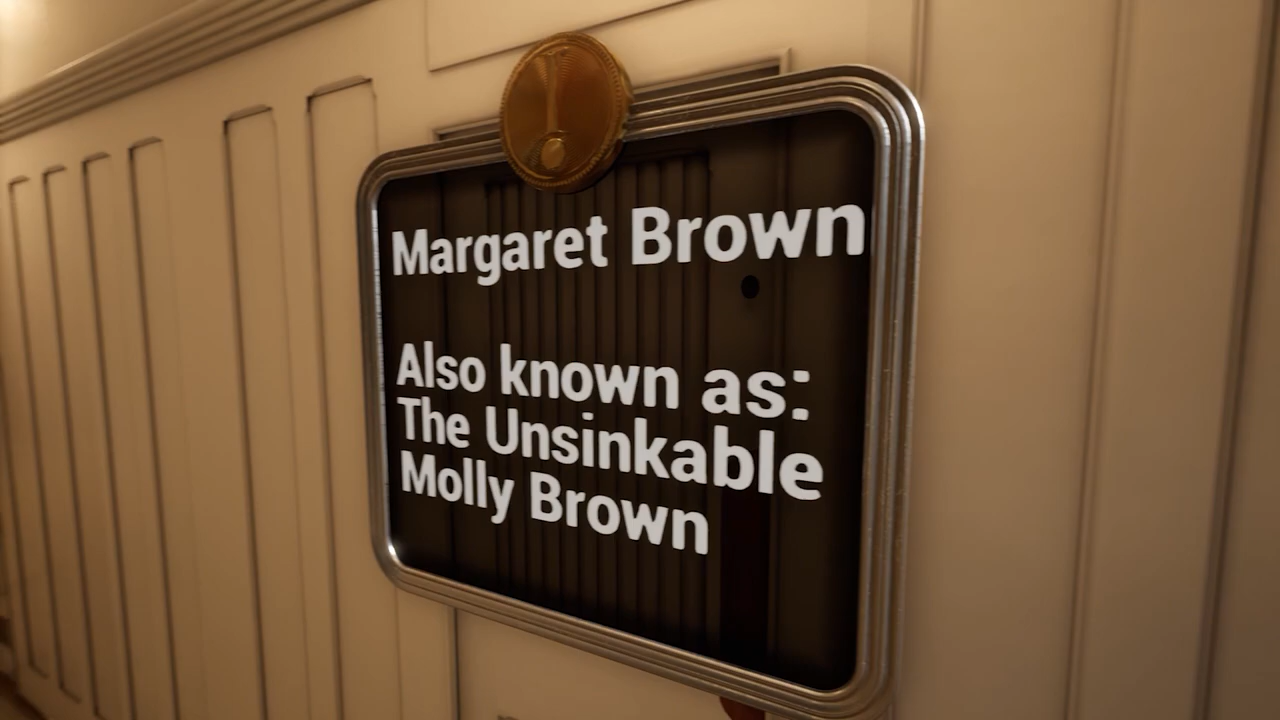 Margaret Brown
Also known as:
The Unsinkable
Molly Brown